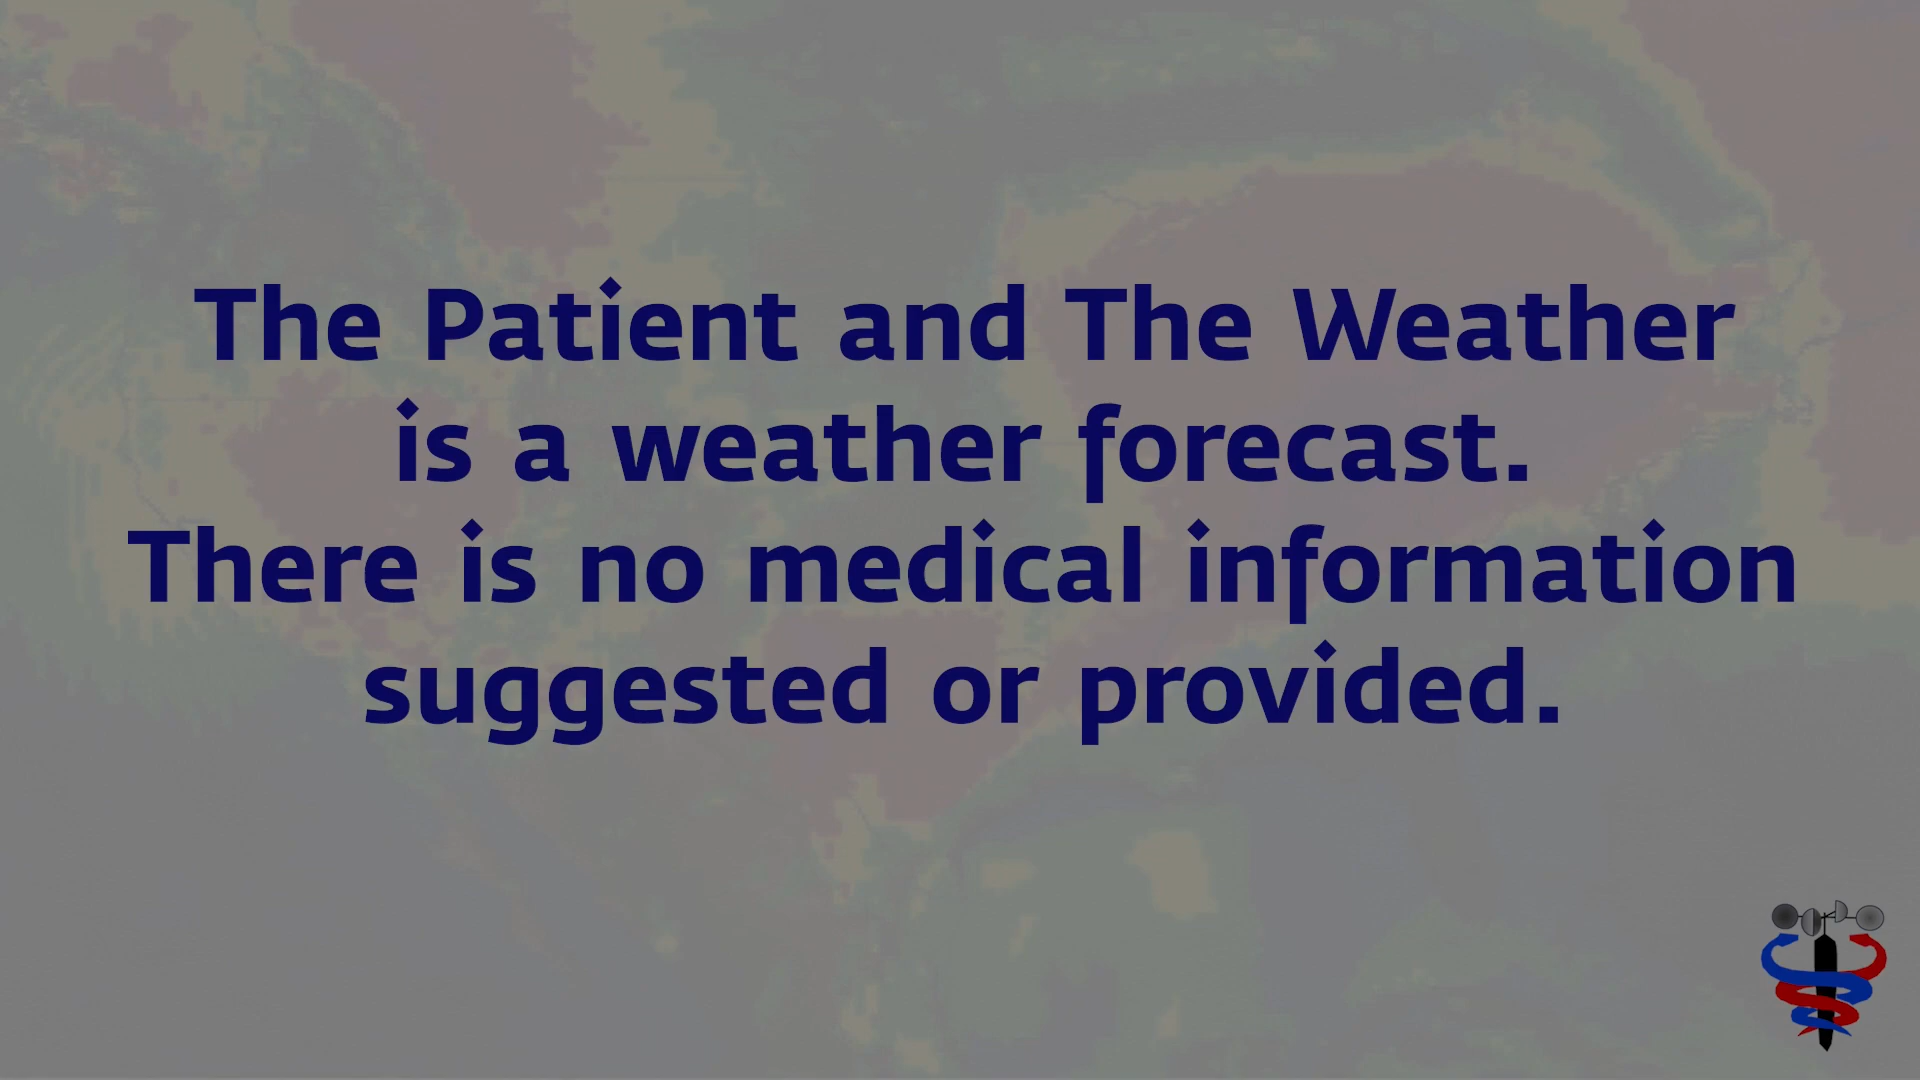 The Patient and The Weather
is a weather forecast.
There is no medical information
suggested or provided.